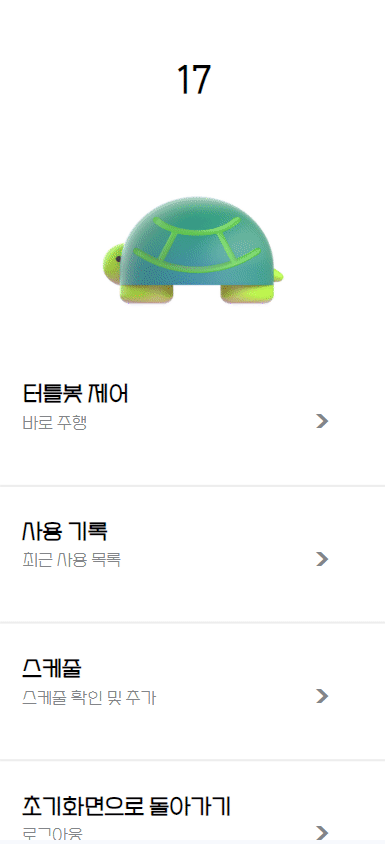 17
터틀봇 제어
바로 주행
사용 기록
최근 사용 목록
스케줄
스케줄 확인 및 추가
초기화면으로 돌아가기
로그아웃